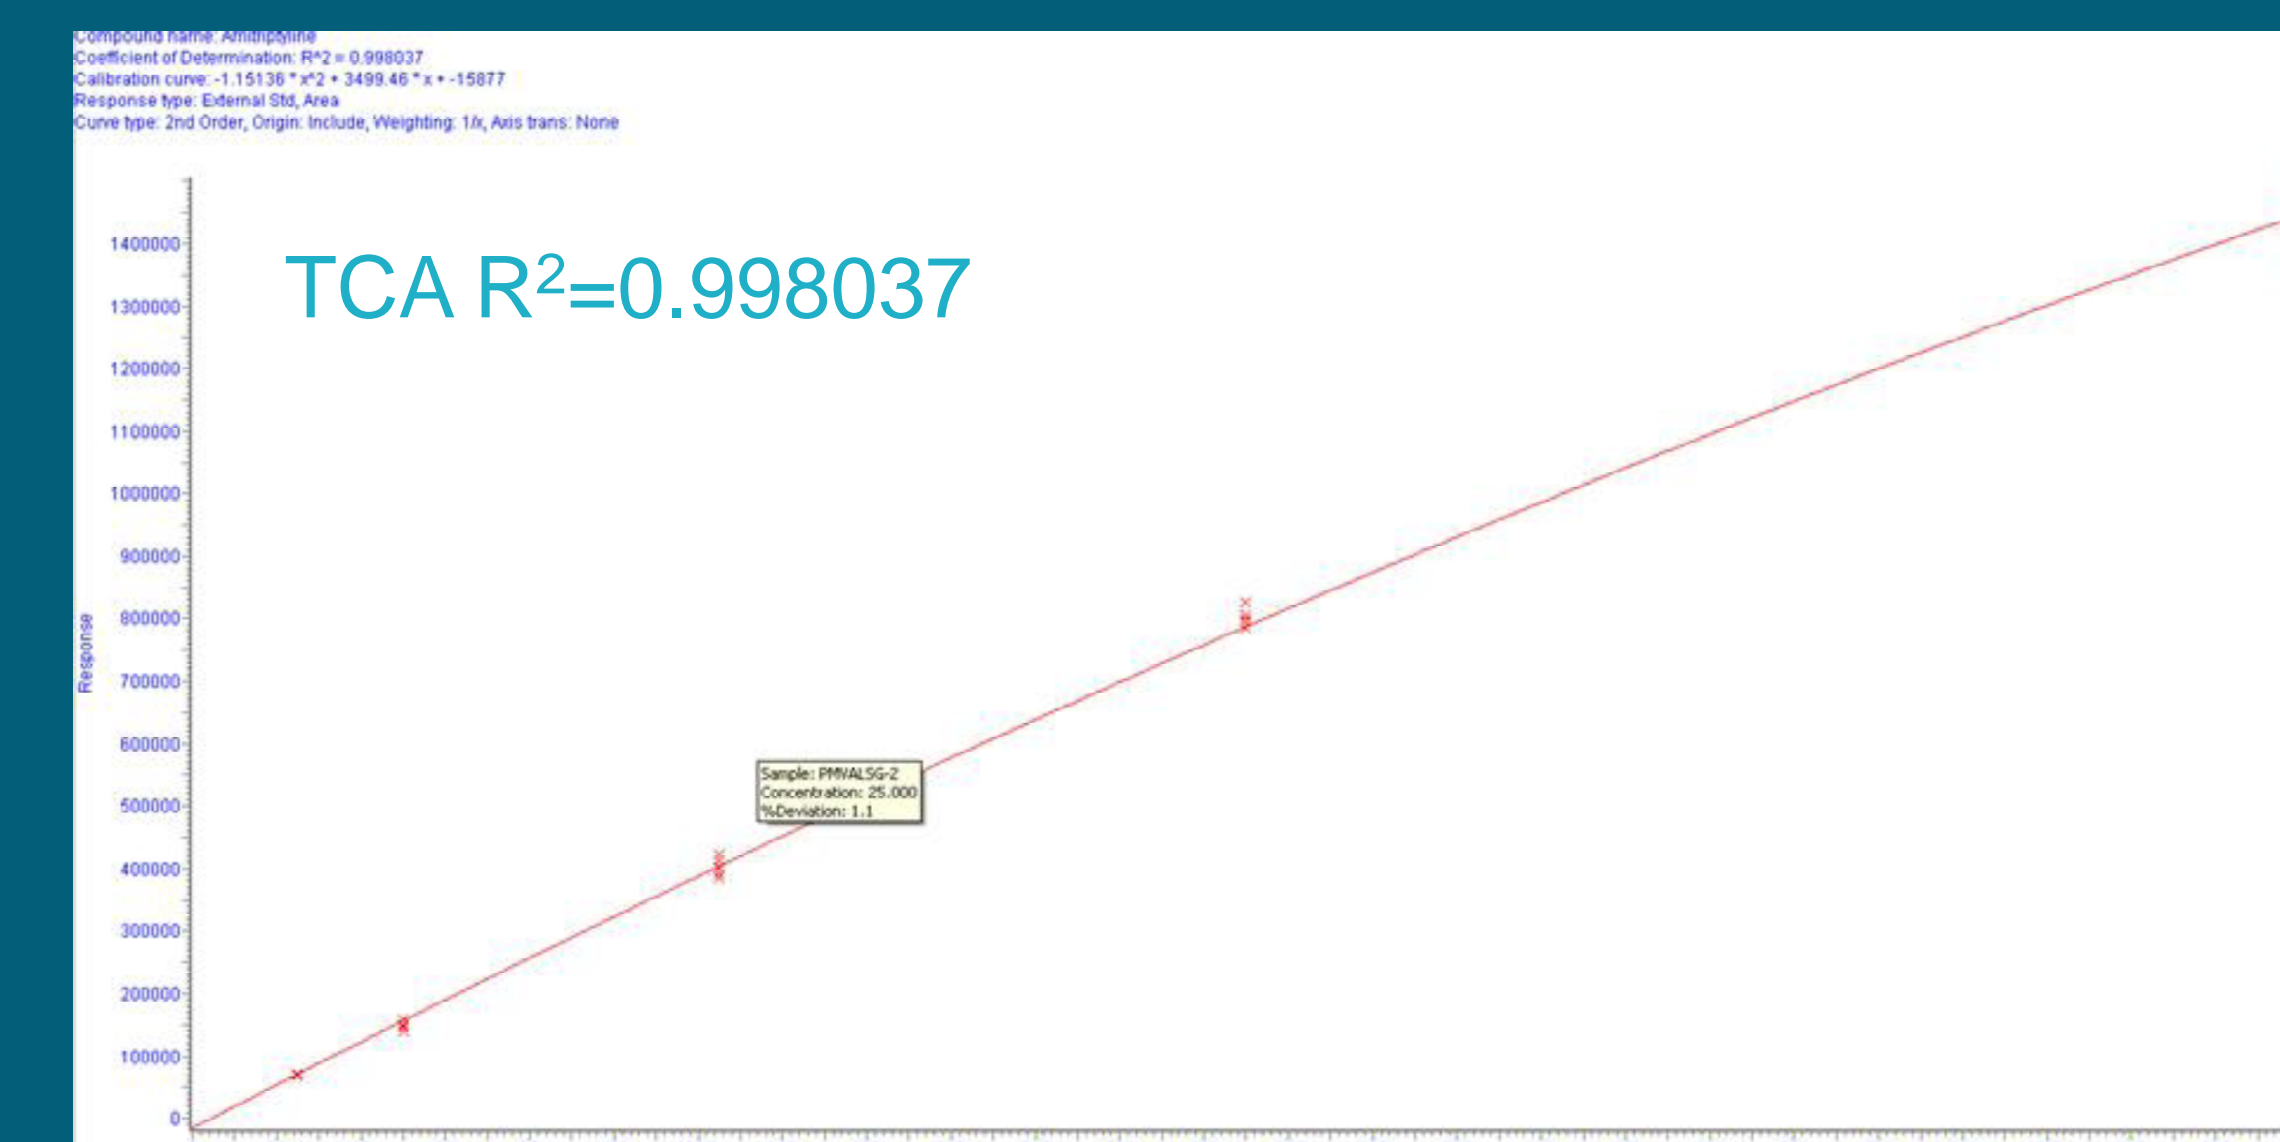 Compound name: Amitriptyline
Coefficient of Determination: R^2 = 0.998037
Calibration curve: -1.15136 * x^2 + 3499.46 * x + -15877
Response type: External Std, Area
Curve type: 2nd Order, Origin: Include, Weighting: 1/x, Axis trans: None
TCA R²=0.998037
1400000
1300000
1200000
1100000
1000000
900000
800000
700000
600000
500000
400000
300000
200000
100000
0
Response
Sample: PMVALSG-2
Concentration: 25.000
%Deviation: 1.1